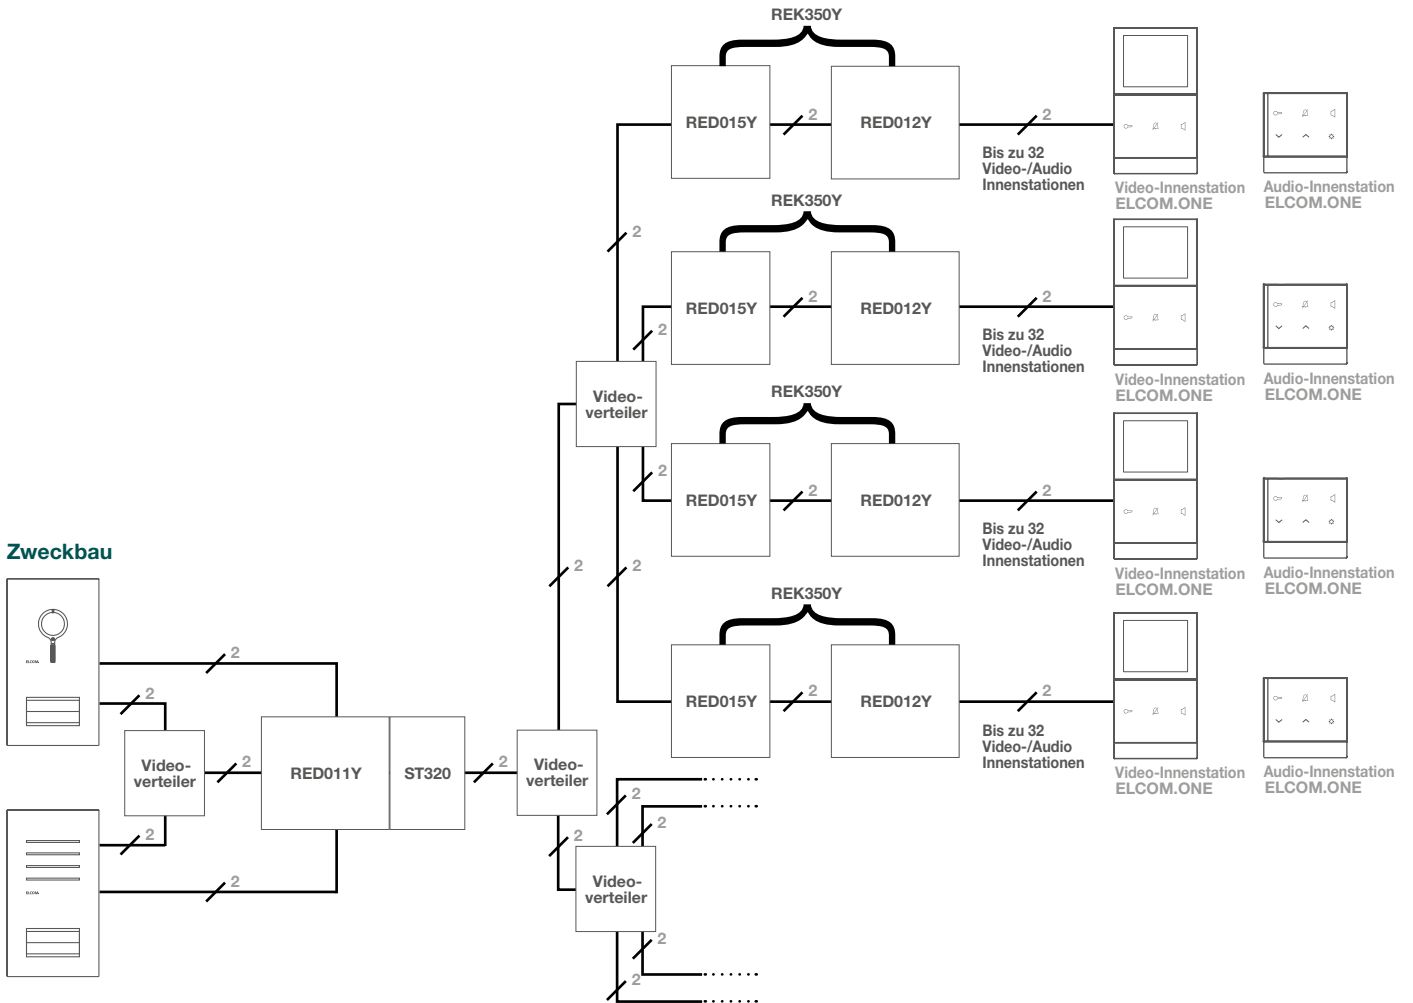 REK350Y
RED015Y
2
RED012Y
2
Bis zu 32
Video-/Audio
Innenstationen
Video-Innenstation
ELCOM.ONE
Audio-Innenstation
ELCOM.ONE
2
REK350Y
2
RED015Y
2
RED012Y
2
Bis zu 32
Video-/Audio
Innenstationen
Video-Innenstation
ELCOM.ONE
Audio-Innenstation
ELCOM.ONE
Video-
verteiler
REK350Y
2
RED015Y
2
RED012Y
2
Bis zu 32
Video-/Audio
Innenstationen
Video-Innenstation
ELCOM.ONE
Audio-Innenstation
ELCOM.ONE
2
2
REK350Y
RED015Y
2
RED012Y
2
Bis zu 32
Video-/Audio
Innenstationen
Video-Innenstation
ELCOM.ONE
Audio-Innenstation
ELCOM.ONE
Zweckbau
ELCOM
2
2
Video-
verteiler
2
RED011Y
ST320
2
Video-
verteiler
2
ELCOM
2
2
2
2
Video-
verteiler
2
2